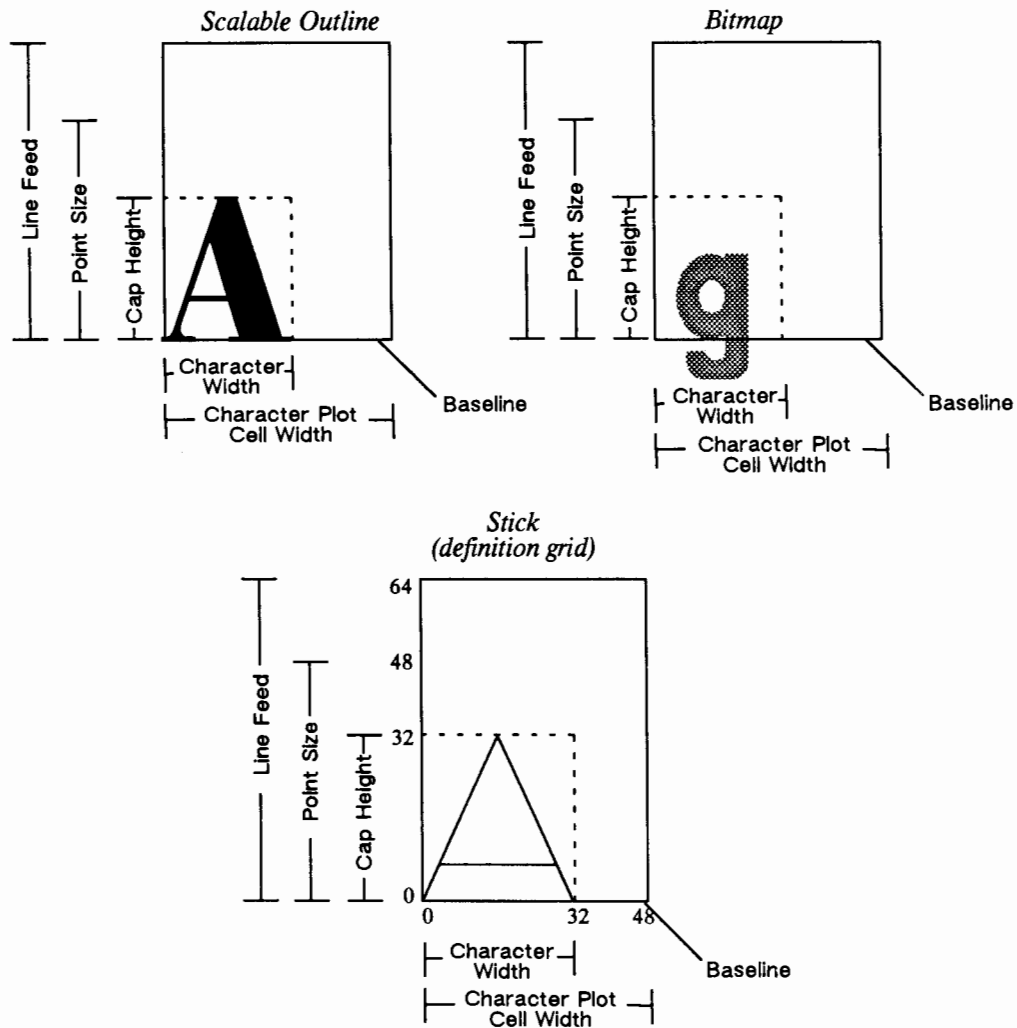 Scalable Outline
Line Feed
Point Size
Cap Height
A
Character
Width
Character Plot
Cell Width
Baseline
Bitmap
Line Feed
Point Size
Cap Height
g
Character
Width
Character Plot
Cell Width
Baseline
Stick
(definition grid)
Line Feed
Point Size
Cap Height
64
48
32
0
0 32 48
Character
Width
Character Plot
Cell Width
Baseline